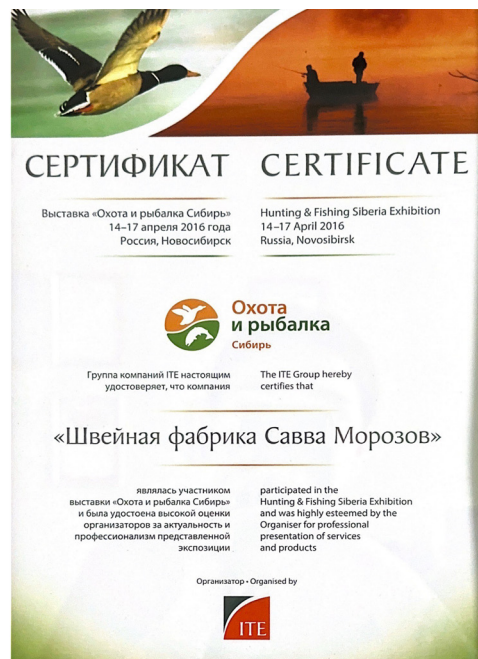 СЕРТИФИКАТ
CERTIFICATE
Выставка «Охота и рыбалка Сибирь»
14–17 апреля 2016 года
Россия, Новосибирск
Hunting & Fishing Siberia Exhibition
14–17 April 2016
Russia, Novosibirsk
Охота
и рыбалка
Сибирь
Группа компаний ITE настоящим
удостоверяет, что компания
The ITE Group hereby
certifies that
«Швейная фабрика Савва Морозов»
являлась участником
выставки «Охота и рыбалка Сибирь»
и была удостоена высокой оценки
организаторов за актуальность и
профессионализм представленной
экспозиции
participated in the
Hunting & Fishing Siberia Exhibition
and was highly esteemed by the
Organiser for professional
presentation of services
and products
Организатор • Organised by
ITE